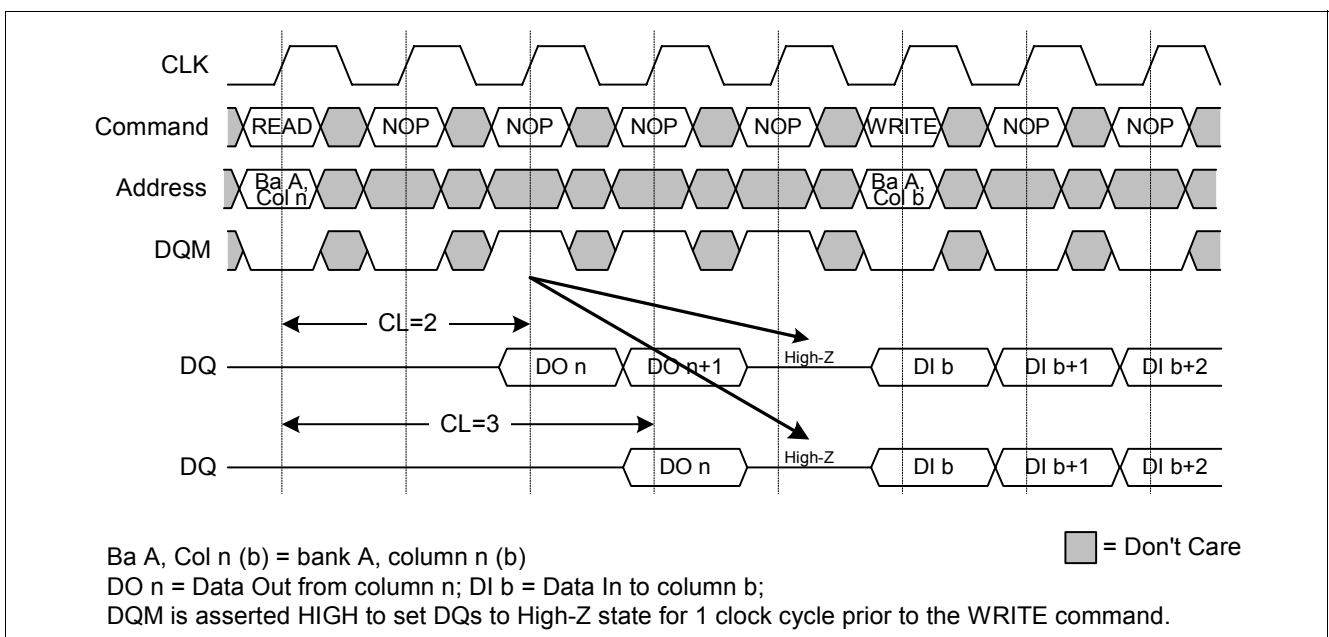 CLK
Command READ NOP NOP NOP NOP WRITE NOP NOP
Address Ba A, Col n Ba A, Col b
DQM
CL=2
DQ DO n DO n+1 High-Z DI b DI b+1 DI b+2
CL=3
DQ DO n High-Z DI b DI b+1 DI b+2
Ba A, Col n (b) = bank A, column n (b)
= Don't Care
DO n = Data Out from column n; DI b = Data In to column b;
DQM is asserted HIGH to set DQs to High-Z state for 1 clock cycle prior to the WRITE command.